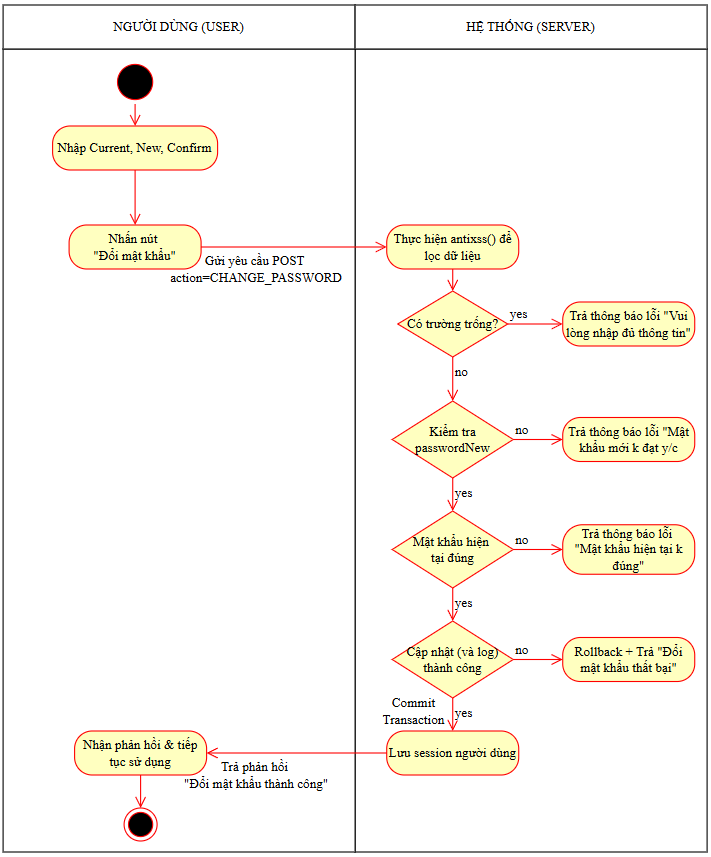 NGƯỜI DÙNG (USER)
HỆ THỐNG (SERVER)
Nhập Current, New, Confirm
Nhấn nút
"Đổi mật khẩu"
Gửi yêu cầu POST
action=CHANGE_PASSWORD
Thực hiện antixss() để
lọc dữ liệu
Có trường trống?
yes
Trả thông báo lỗi "Vui
lòng nhập đủ thông tin"
no
Kiểm tra
passwordNew
no
Trả thông báo lỗi "Mật
khẩu mới k đạt y/c
yes
Mật khẩu hiện
tại đúng
no
Trả thông báo lỗi
"Mật khẩu hiện tại k
đúng"
yes
Cập nhật (và log)
thành công
no
Rollback + Trả "Đổi
mật khẩu thất bại"
Commit
Transaction
yes
Lưu session người dùng
Trả phản hồi
"Đổi mật khẩu thành công"
Nhận phản hồi & tiếp
tục sử dụng